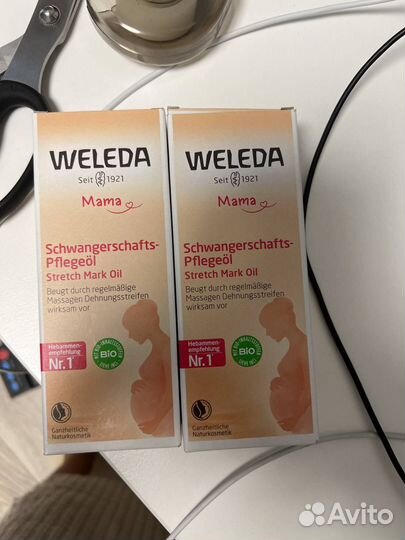 WELEDA
Seit 1921
Mama
Schwangerschafts-
Pflegeöl
Stretch Mark Oil
Beugt durch regelmäßige
Massagen Dehnungsstreifen
wirksam vor
Hebammen-
empfehlung
Nr.1
BIO
Ganzheitliche
Naturkosmetik
WELEDA
Seit 1921
Mama
Schwangerschafts-
Pflegeöl
Stretch Mark Oil
Beugt durch regelmäßige
Massagen Dehnungsstreifen
wirksam vor
Hebammen-
empfehlung
Nr.1
BIO
Ganzheitliche
Naturkosmetik
Avito